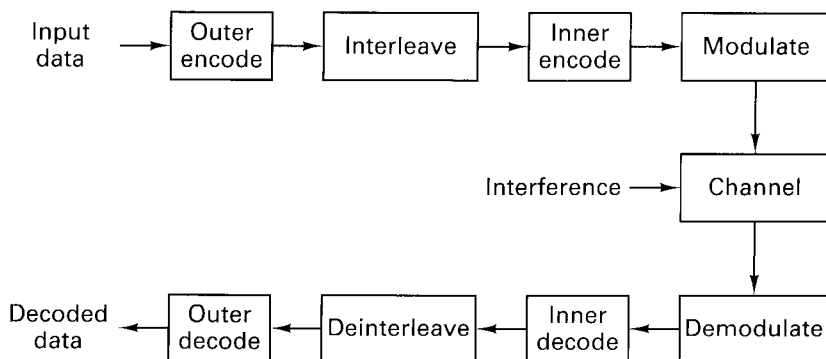 Input
data
Outer
encode
Interleave
Inner
encode
Modulate
Interference
Channel
Decoded
data
Outer
decode
Deinterleave
Inner
decode
Demodulate